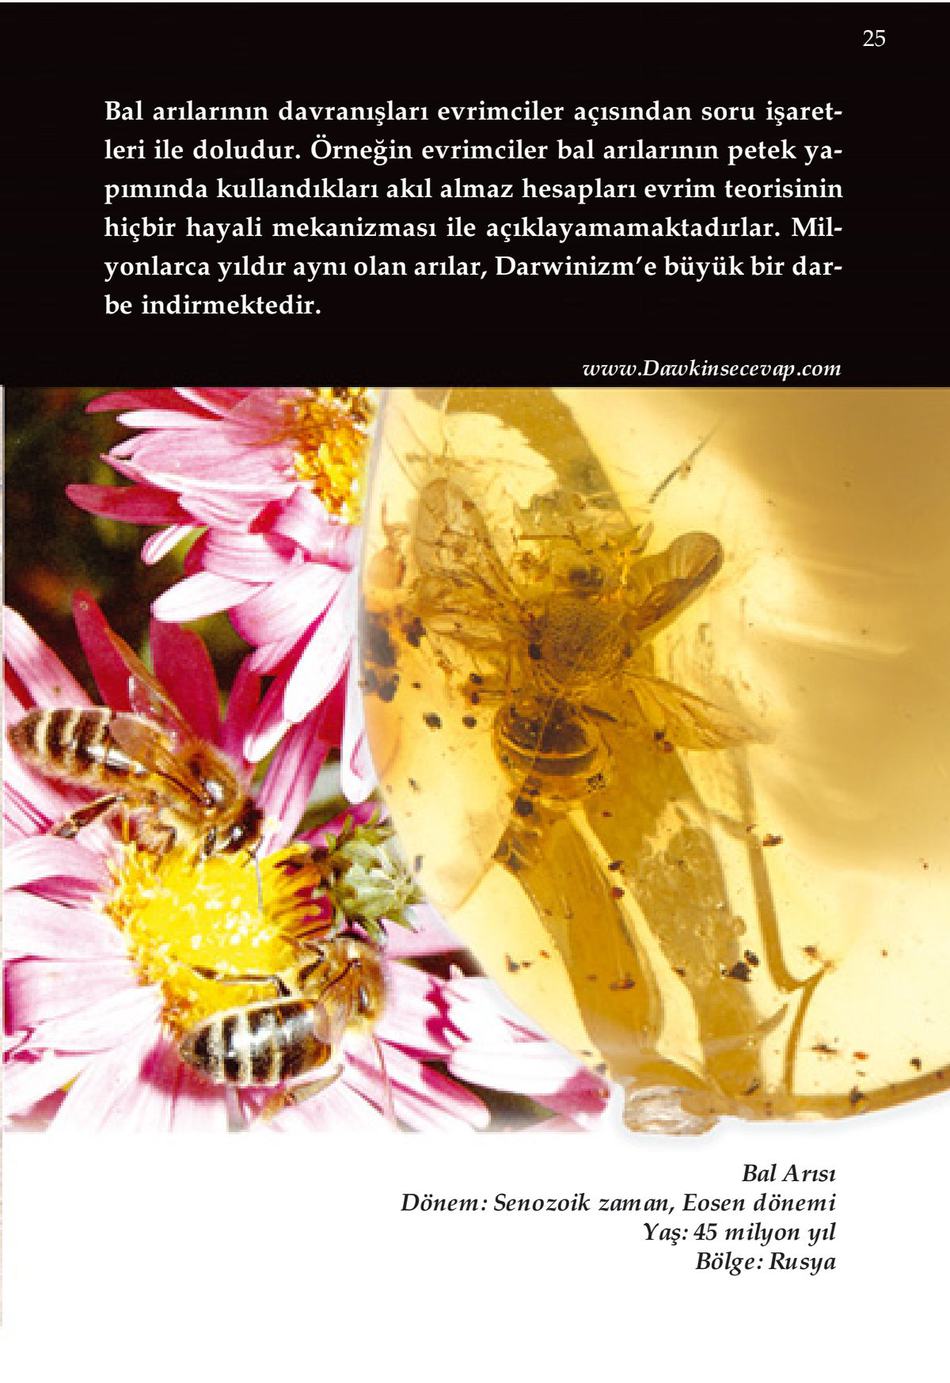 25
Bal arılarının davranışları evrimciler açısından soru işaret-
leri ile doludur. Örneğin evrimciler bal arılarının petek ya-
pımında kullandıkları akıl almaz hesapları evrim teorisinin
hiçbir hayali mekanizması ile açıklayamamaktadırlar. Mil-
yonlarca yıldır aynı olan arılar, Darwinizm’e büyük bir dar-
be indirmektedir.
www.Dawkinsecevap.com
Bal Arısı
Dönem: Senozoik zaman, Eosen dönemi
Yaş: 45 milyon yıl
Bölge: Rusya